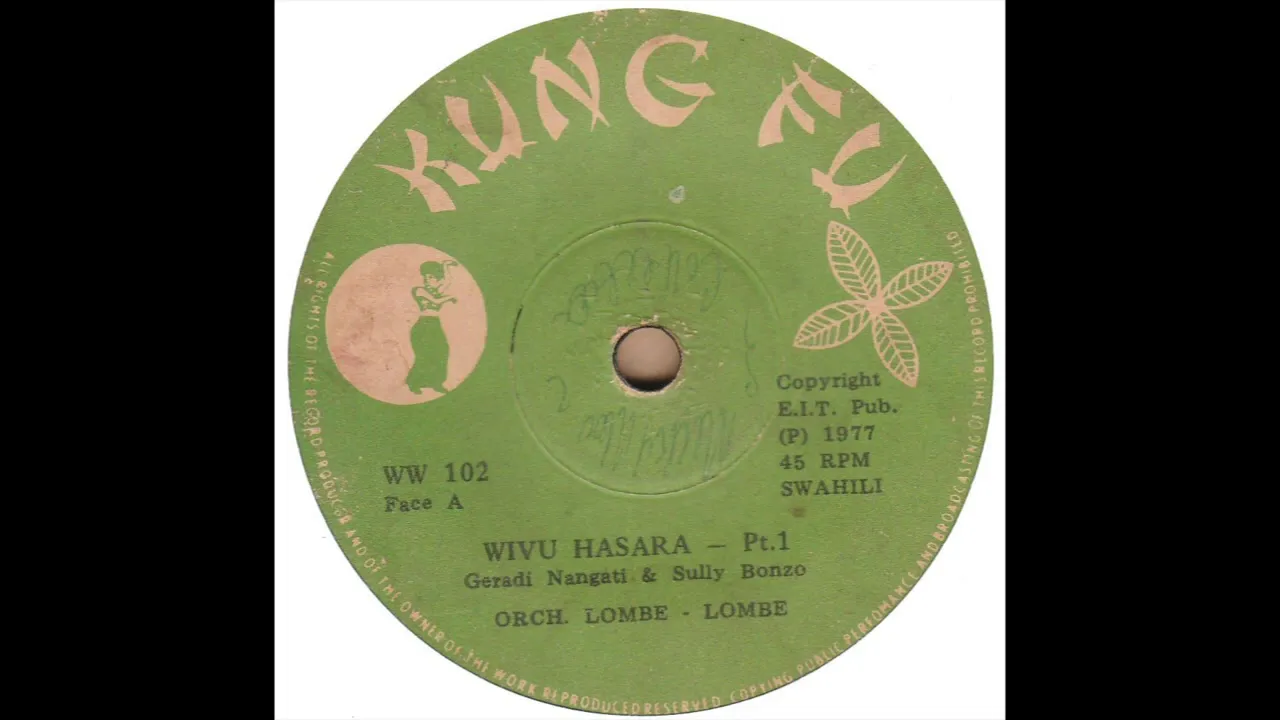 KUNG FU
Copyright
E.I.T. Pub.
(P) 1977
45 RPM
SWAHILI
WW 102
Face A
WIVU HASARA – Pt.1
Geradi Nangati & Sully Bonzo
ORCH. LOMBE - LOMBE
ALL RIGHTS OF THE RECORD PRODUCER AND OF THE OWNER OF THE WORK REPRODUCED RESERVED. COPYING PUBLIC PERFOMANCE AND BROADCASTING OF THIS RECORD PROHIBITED